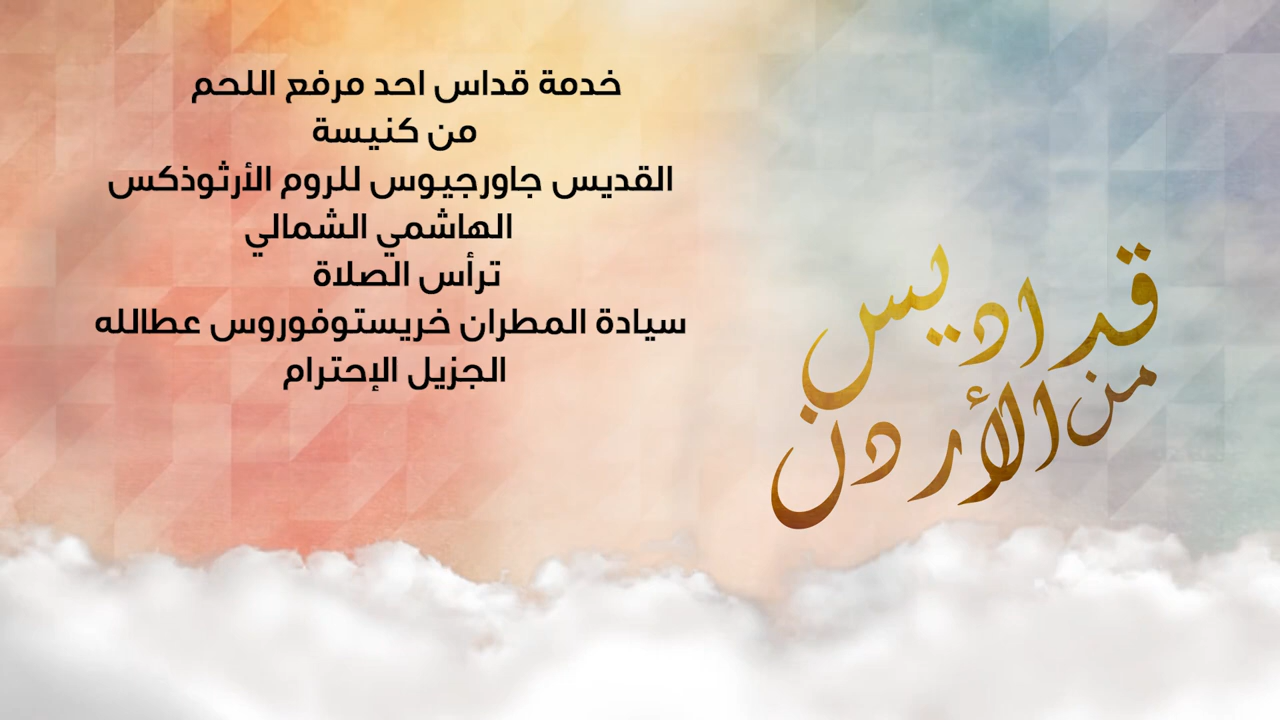 خدمة قداس احد مرفع اللحم
من كنيسة
القديس جاورجيوس للروم الأرثوذكس
الهاشمي الشمالي
ترأس الصلاة
سيادة المطران خريستوفوروس عطالله
الجزيل الإحترام
قداديس
من الأردن